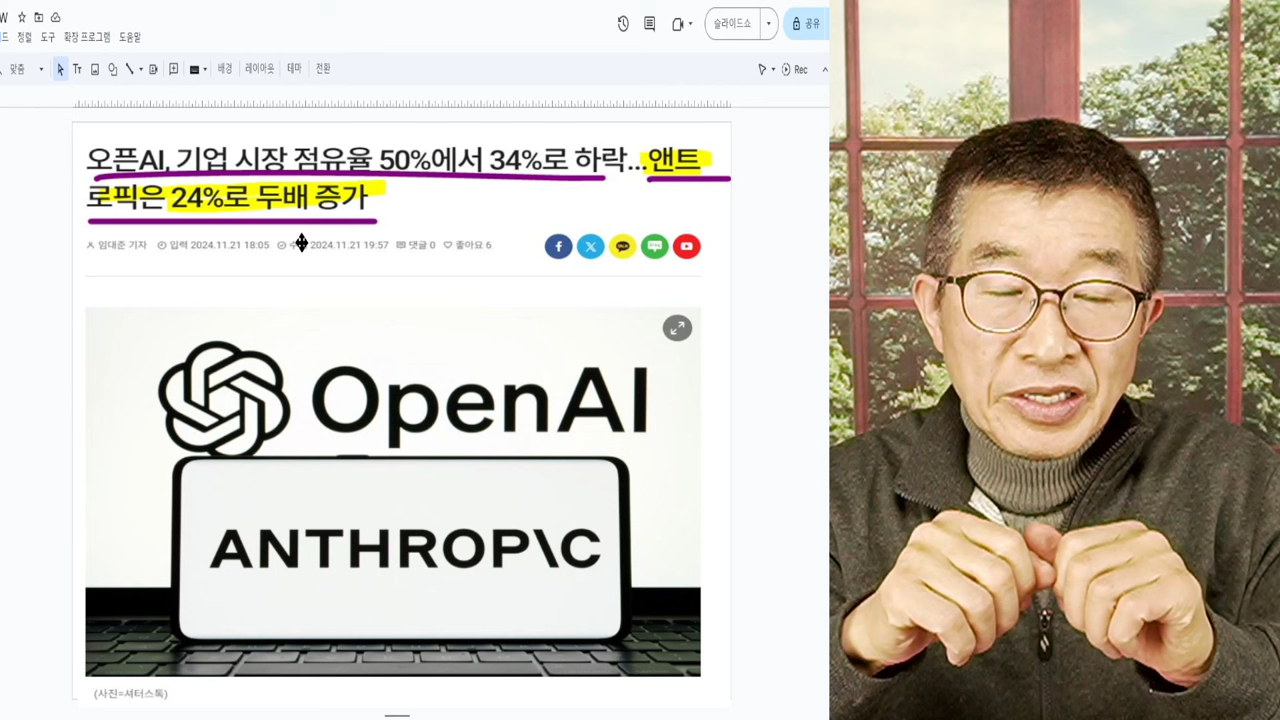 W
드 정렬 도구 확장 프로그램 도움말
슬라이드쇼
공유
맞춤
배경 레이아웃 테마 전환
Rec
오픈AI, 기업 시장 점유율 50%에서 34%로 하락...앤트
로픽은 24%로 두배 증가
임대준 기자 입력 2024.11.21 18:05 2024.11.21 19:57 댓글 0 좋아요 6
OpenAI
ANTHROP\C
(사진=셔터스톡)